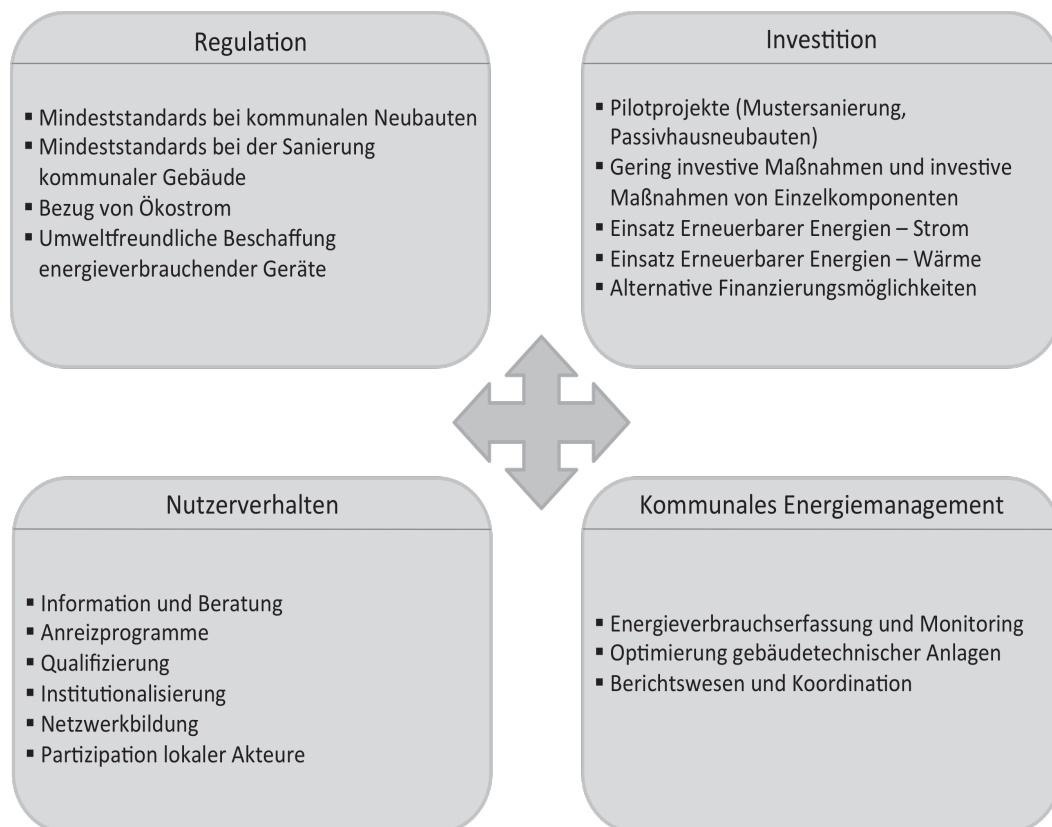 Regulation
▪ Mindeststandards bei kommunalen Neubauten
▪ Mindeststandards bei der Sanierung
kommunaler Gebäude
▪ Bezug von Ökostrom
▪ Umweltfreundliche Beschaffung
energieverbrauchender Geräte
Investition
▪ Pilotprojekte (Mustersanierung,
Passivhausneubauten)
▪ Gering investive Maßnahmen und investive
Maßnahmen von Einzelkomponenten
▪ Einsatz Erneuerbarer Energien – Strom
▪ Einsatz Erneuerbarer Energien – Wärme
▪ Alternative Finanzierungsmöglichkeiten
Nutzerverhalten
▪ Information und Beratung
▪ Anreizprogramme
▪ Qualifizierung
▪ Institutionalisierung
▪ Netzwerkbildung
▪ Partizipation lokaler Akteure
Kommunales Energiemanagement
▪ Energieverbrauchserfassung und Monitoring
▪ Optimierung gebäudetechnischer Anlagen
▪ Berichtswesen und Koordination